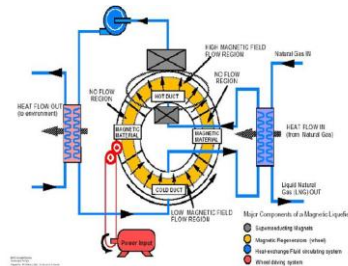 HIGH MAGNETIC FIELD
FLOW REGION
Natural Gas IN
NO FLOW
REGION
NO FLOW
REGION
HOT DUCT
HEAT FLOW OUT
(to environment)
MAGNETIC
MATERIAL
MAGNETIC
MATERIAL
HEAT FLOW IN
(from Natural Gas)
COLD DUCT
Liquid Natural
Gas (LNG) OUT
LOW MAGNETIC FIELD
FLOW REGION
Power Input
Major Components of a Magnetic Liquefie
Superconducting Magnets
Magnetic Regenerators (wheel)
Heat exchange Fluid circulating system
Wheel driving system